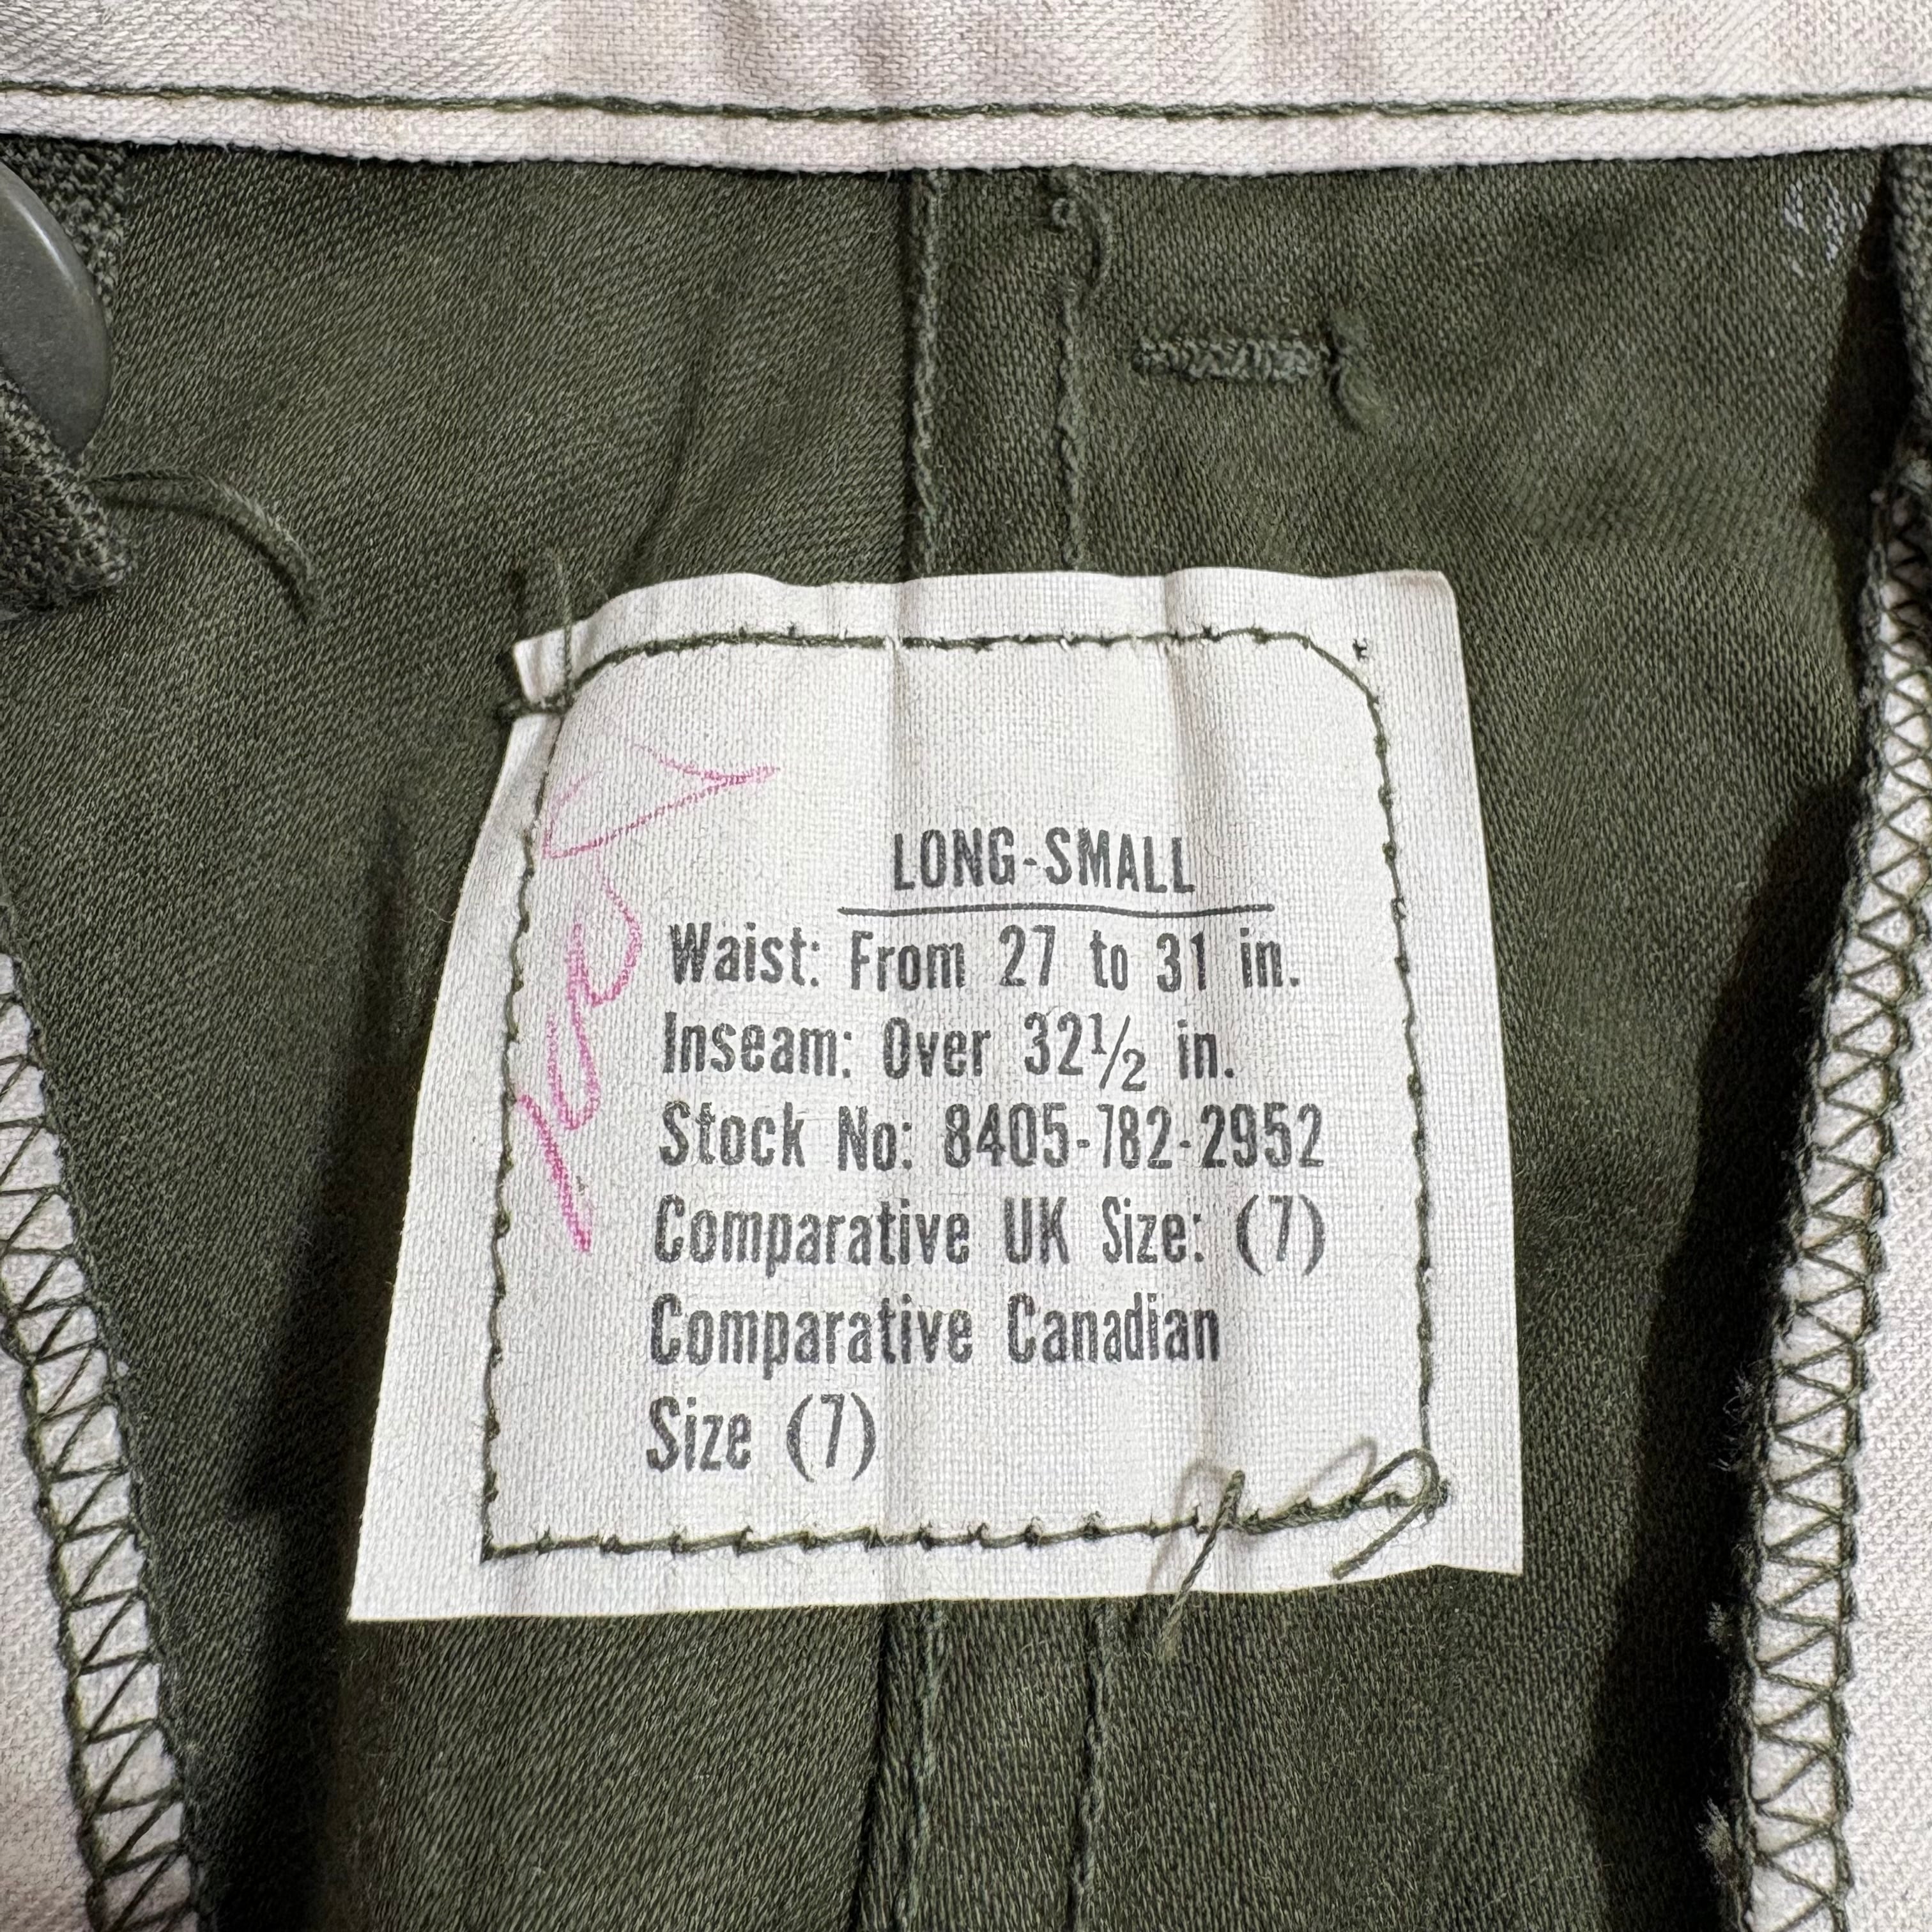 LONG-SMALL
Waist: From 27 to 31 in.
Inseam: Over 32½ in.
Stock No: 8405-782-2952
Comparative UK Size: (7)
Comparative Canadian
Size (7)